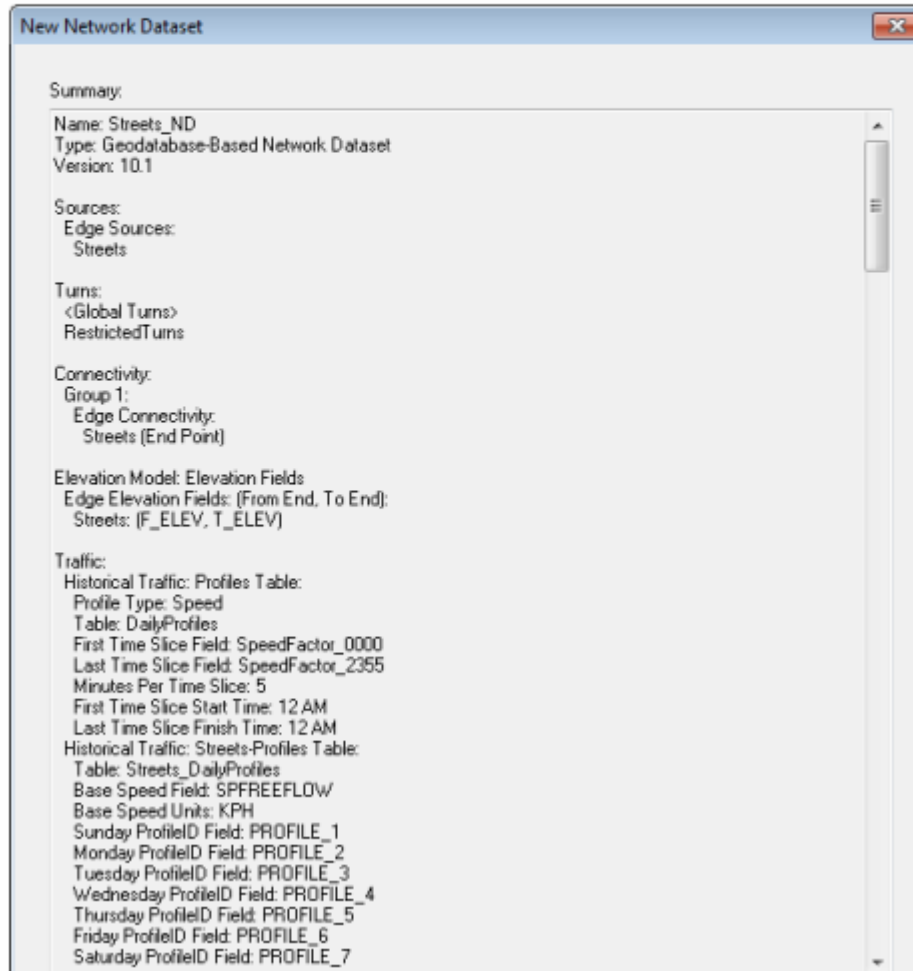 New Network Dataset
Summary:
Name: Streets_ND
Type: Geodatabase-Based Network Dataset
Version: 10.1
Sources:
Edge Sources:
Streets
Turns:
<Global Turns>
RestrictedTurns
Connectivity:
Group 1:
Edge Connectivity:
Streets (End Point)
Elevation Model: Elevation Fields
Edge Elevation Fields: (From End, To End):
Streets: (F_ELEV, T_ELEV)
Traffic:
Historical Traffic: Profiles Table:
Profile Type: Speed
Table: DailyProfiles
First Time Slice Field: SpeedFactor_0000
Last Time Slice Field: SpeedFactor_2355
Minutes Per Time Slice: 5
First Time Slice Start Time: 12 AM
Last Time Slice Finish Time: 12 AM
Historical Traffic: Streets-Profiles Table:
Table: Streets_DailyProfiles
Base Speed Field: SPFREEFLOW
Base Speed Units: KPH
Sunday ProfileID Field: PROFILE_1
Monday ProfileID Field: PROFILE_2
Tuesday ProfileID Field: PROFILE_3
Wednesday ProfileID Field: PROFILE_4
Thursday ProfileID Field: PROFILE_5
Friday ProfileID Field: PROFILE_6
Saturday ProfileID Field: PROFILE_7